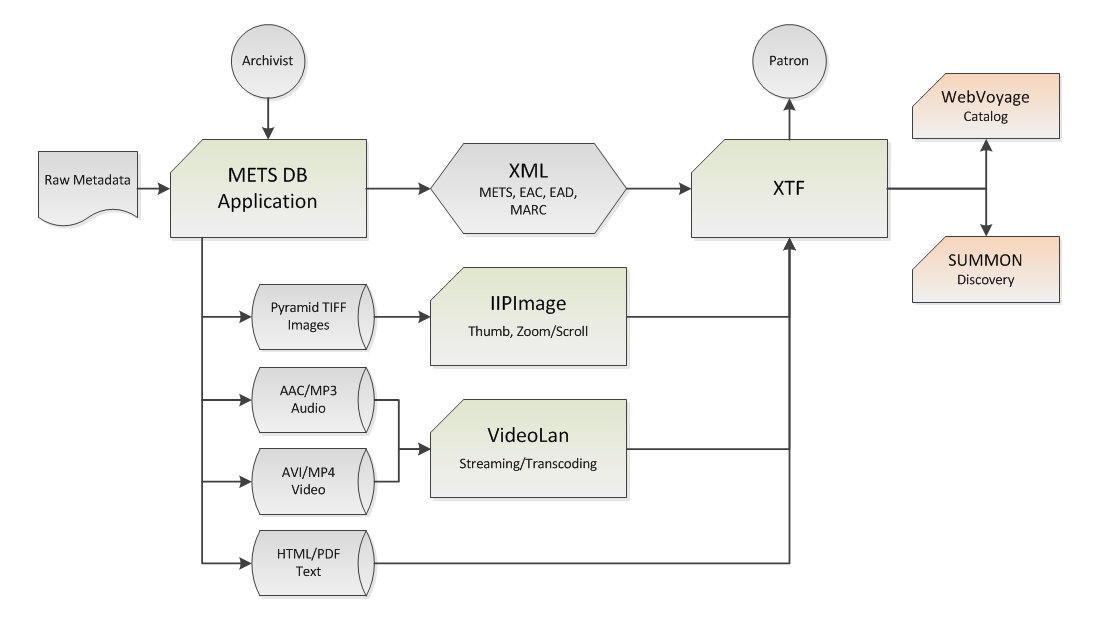 Archivist
Patron
WebVoyage
Catalog
Raw Metadata
METS DB
Application
XML
METS, EAC, EAD,
MARC
XTF
SUMMON
Discovery
Pyramid TIFF
Images
IIPImage
Thumb, Zoom/Scroll
AAC/MP3
Audio
VideoLan
Streaming/Transcoding
AVI/MP4
Video
HTML/PDF
Text